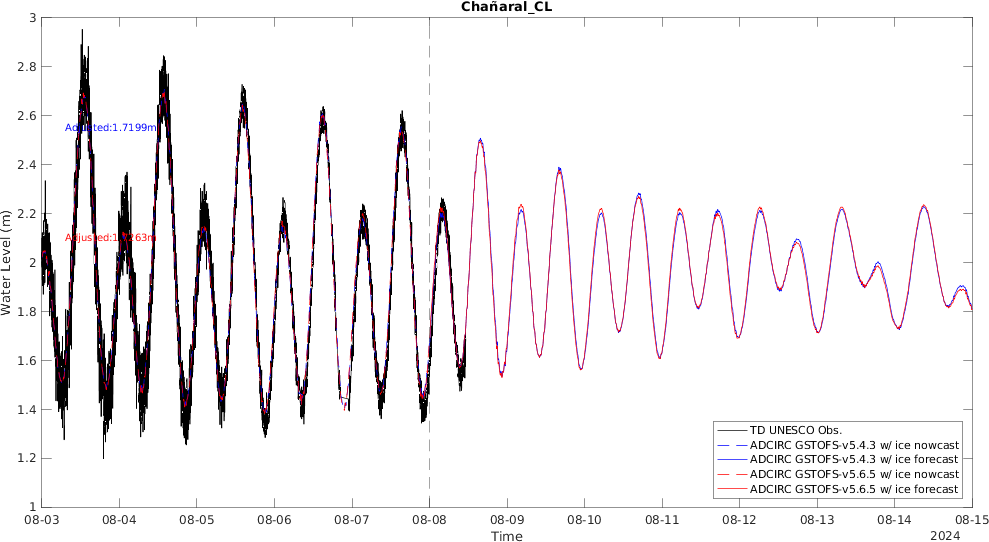 Chañaral_CL
3
2.8
2.6
2.4
2.2
2
1.8
1.6
1.4
1.2
1
Water Level (m)
Adjusted:1.7199m
TD UNESCO Obs.
ADCIRC GSTOFS-v5.4.3 w/ ice nowcast
ADCIRC GSTOFS-v5.4.3 w/ ice forecast
ADCIRC GSTOFS-v5.6.5 w/ ice nowcast
ADCIRC GSTOFS-v5.6.5 w/ ice forecast
08-03 08-04 08-05 08-06 08-07 08-08 08-09 08-10 08-11 08-12 08-13 08-14 08-15
Time
2024